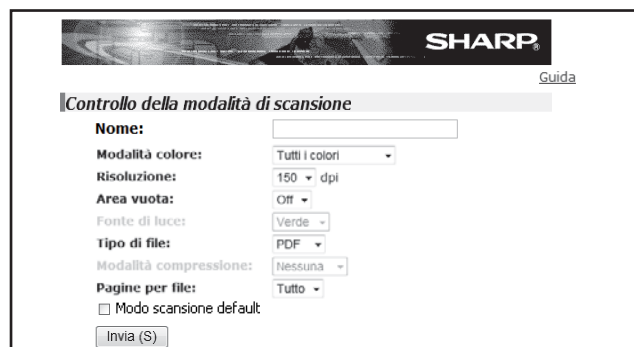 SHARP®
Guida
Controllo della modalità di scansione
Nome:
Modalità colore: Tutti i colori
Risoluzione: 150 dpi
Area vuota: Off
Fonte di luce: Verde
Tipo di file: PDF
Modalità compressione: Nessuna
Pagine per file: Tutto
Modo scansione default
Invia (S)